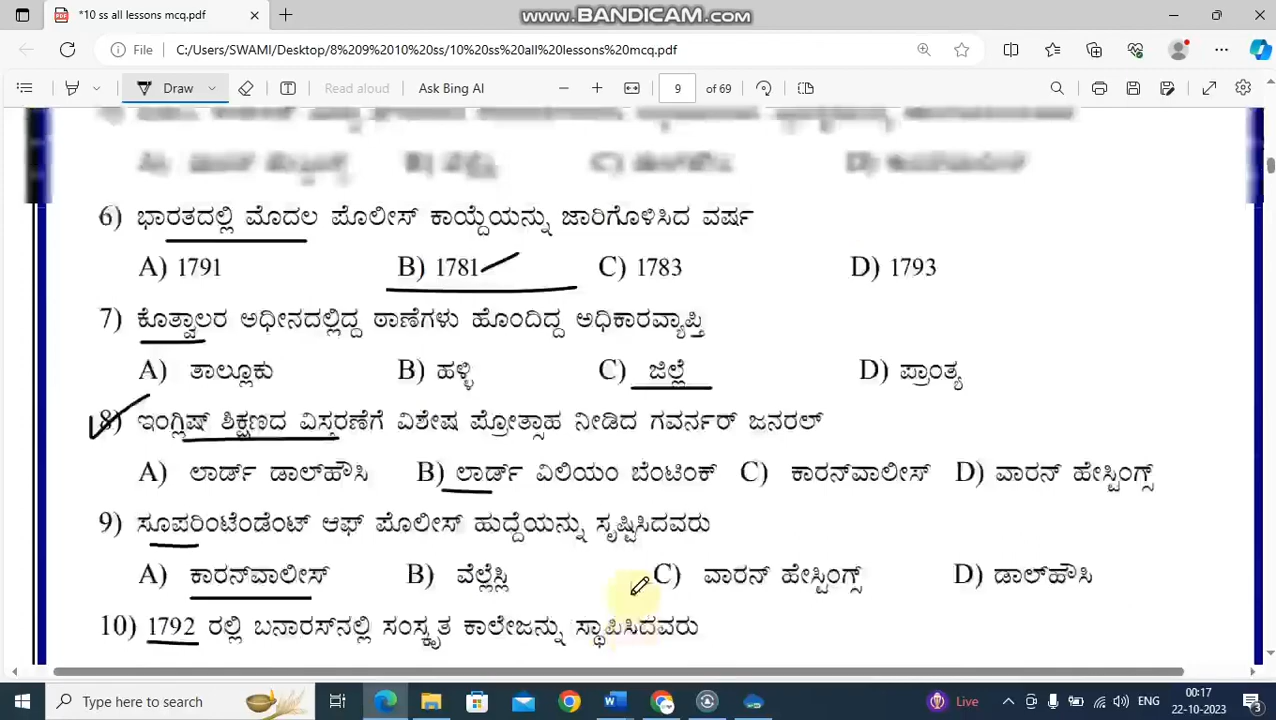 *10 ss all lessons mcq.pdf
www.BANDICAM.com
File C:/Users/SWAMI/Desktop/8%209%2010%20ss/10%20ss%20all%20lessons%20mcq.pdf
Draw Read aloud Ask Bing AI 9 of 69
6) ಭಾರತದಲ್ಲಿ ಮೊದಲ ಪೊಲೀಸ್ ಕಾಯ್ದೆಯನ್ನು ಜಾರಿಗೊಳಿಸಿದ ವರ್ಷ
A) 1791 B) 1781 C) 1783 D) 1793
7) ಕೊತ್ವಾಲರ ಅಧೀನದಲ್ಲಿದ್ದ ಠಾಣೆಗಳು ಹೊಂದಿದ್ದ ಅಧಿಕಾರವ್ಯಾಪ್ತಿ
A) ತಾಲ್ಲೂಕು B) ಹಳ್ಳಿ C) ಜಿಲ್ಲೆ D) ಪ್ರಾಂತ್ಯ
8) ಇಂಗ್ಲಿಷ್ ಶಿಕ್ಷಣದ ವಿಸ್ತರಣೆಗೆ ವಿಶೇಷ ಪ್ರೋತ್ಸಾಹ ನೀಡಿದ ಗವರ್ನರ್ ಜನರಲ್
A) ಲಾರ್ಡ್ ಡಾಲ್‌ಹೌಸಿ B) ಲಾರ್ಡ್ ವಿಲಿಯಂ ಬೆಂಟಿಂಕ್ C) ಕಾರನ್‌ವಾಲೀಸ್ D) ವಾರನ್ ಹೇಸ್ಟಿಂಗ್ಸ್
9) ಸೂಪರಿಂಟೆಂಡೆಂಟ್ ಆಫ್ ಪೊಲೀಸ್ ಹುದ್ದೆಯನ್ನು ಸೃಷ್ಟಿಸಿದವರು
A) ಕಾರನ್‌ವಾಲೀಸ್ B) ವೆಲ್ಲೆಸ್ಲಿ C) ವಾರನ್ ಹೇಸ್ಟಿಂಗ್ಸ್ D) ಡಾಲ್‌ಹೌಸಿ
10) 1792 ರಲ್ಲಿ ಬನಾರಸ್‌ನಲ್ಲಿ ಸಂಸ್ಕೃತ ಕಾಲೇಜನ್ನು ಸ್ಥಾಪಿಸಿದವರು
Type here to search Live ENG 00:17
22-10-2023 3